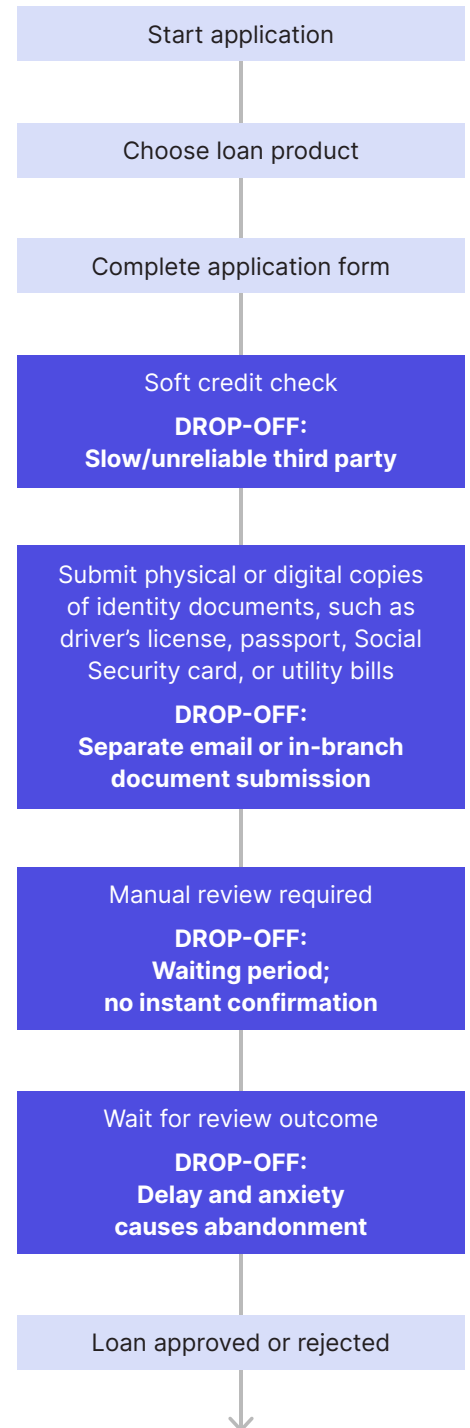 Start application
Choose loan product
Complete application form
Soft credit check
DROP-OFF:
Slow/unreliable third party
Submit physical or digital copies
of identity documents, such as
driver’s license, passport, Social
Security card, or utility bills
DROP-OFF:
Separate email or in-branch
document submission
Manual review required
DROP-OFF:
Waiting period;
no instant confirmation
Wait for review outcome
DROP-OFF:
Delay and anxiety
causes abandonment
Loan approved or rejected